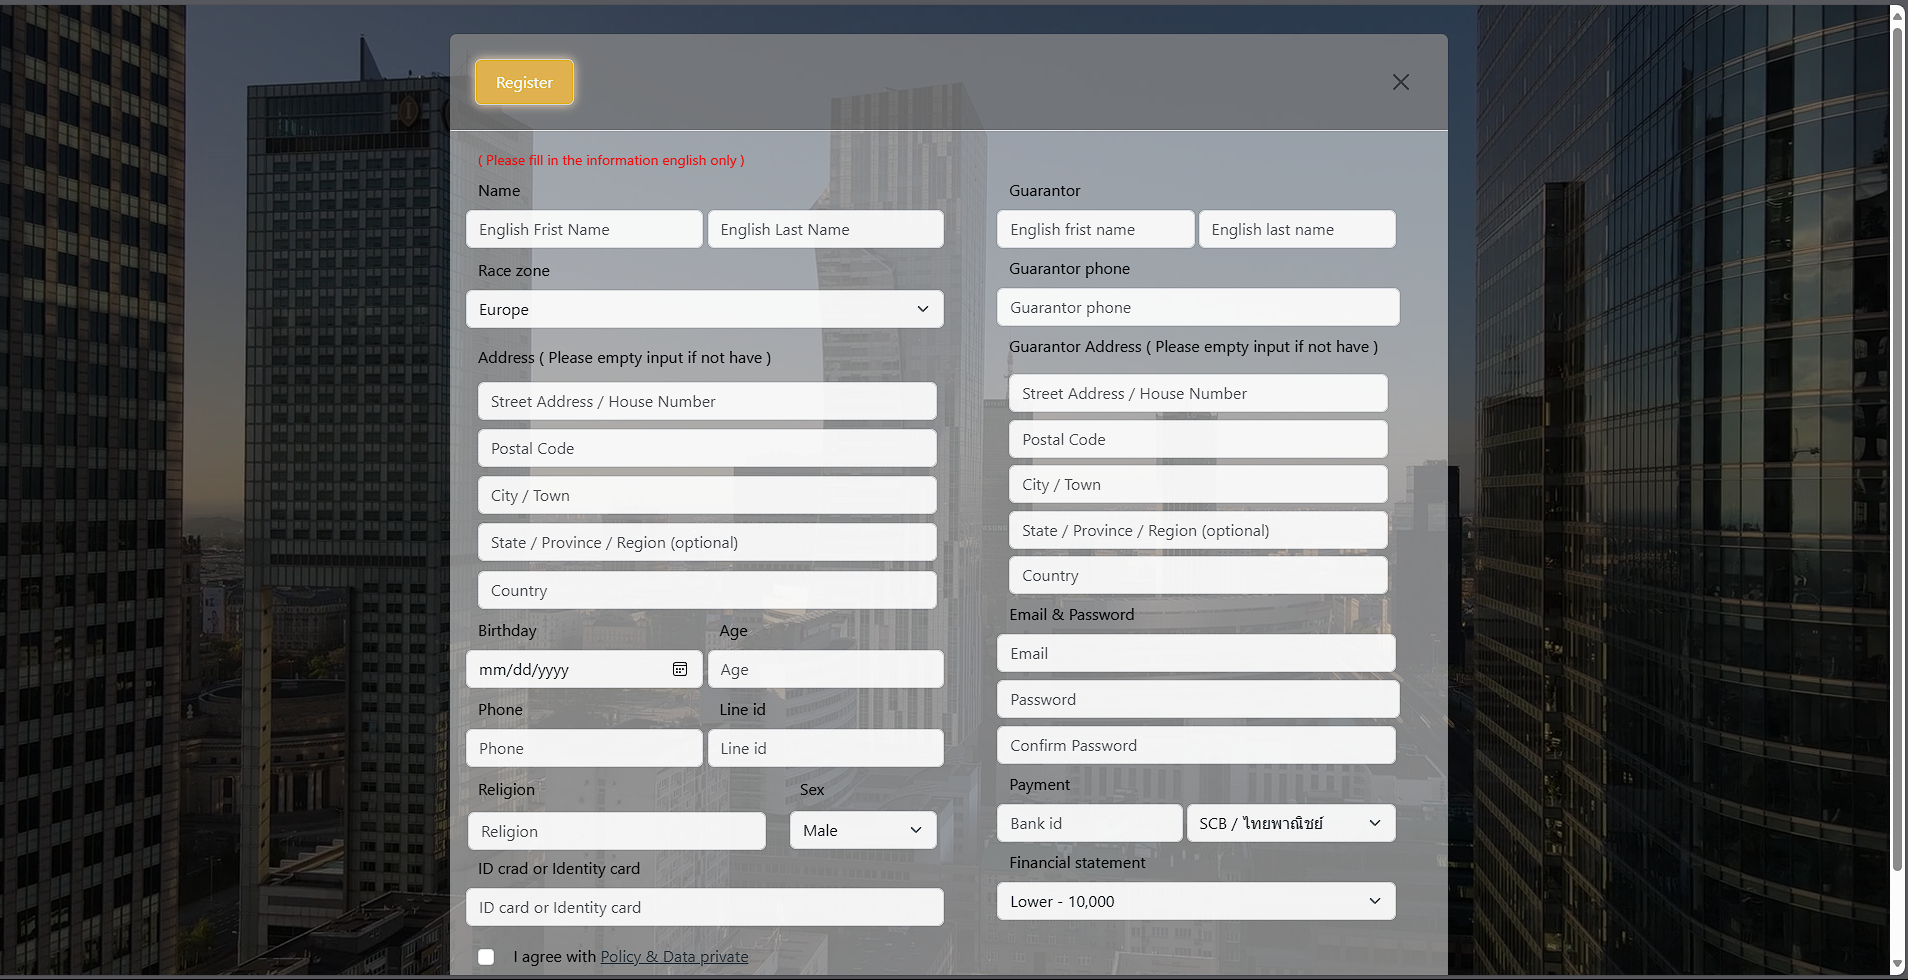 Register
( Please fill in the information english only )
Name
English Frist Name
English Last Name
Race zone
Europe
Address ( Please empty input if not have )
Street Address / House Number
Postal Code
City / Town
State / Province / Region (optional)
Country
Birthday
Age
mm/dd/yyyy
Age
Phone
Line id
Phone
Line id
Religion
Sex
Religion
Male
ID crad or Identity card
ID card or Identity card
I agree with Policy & Data private
Guarantor
English frist name
English last name
Guarantor phone
Guarantor phone
Guarantor Address ( Please empty input if not have )
Street Address / House Number
Postal Code
City / Town
State / Province / Region (optional)
Country
Email & Password
Email
Password
Confirm Password
Payment
Bank id
SCB / ไทยพาณิชย์
Financial statement
Lower - 10,000